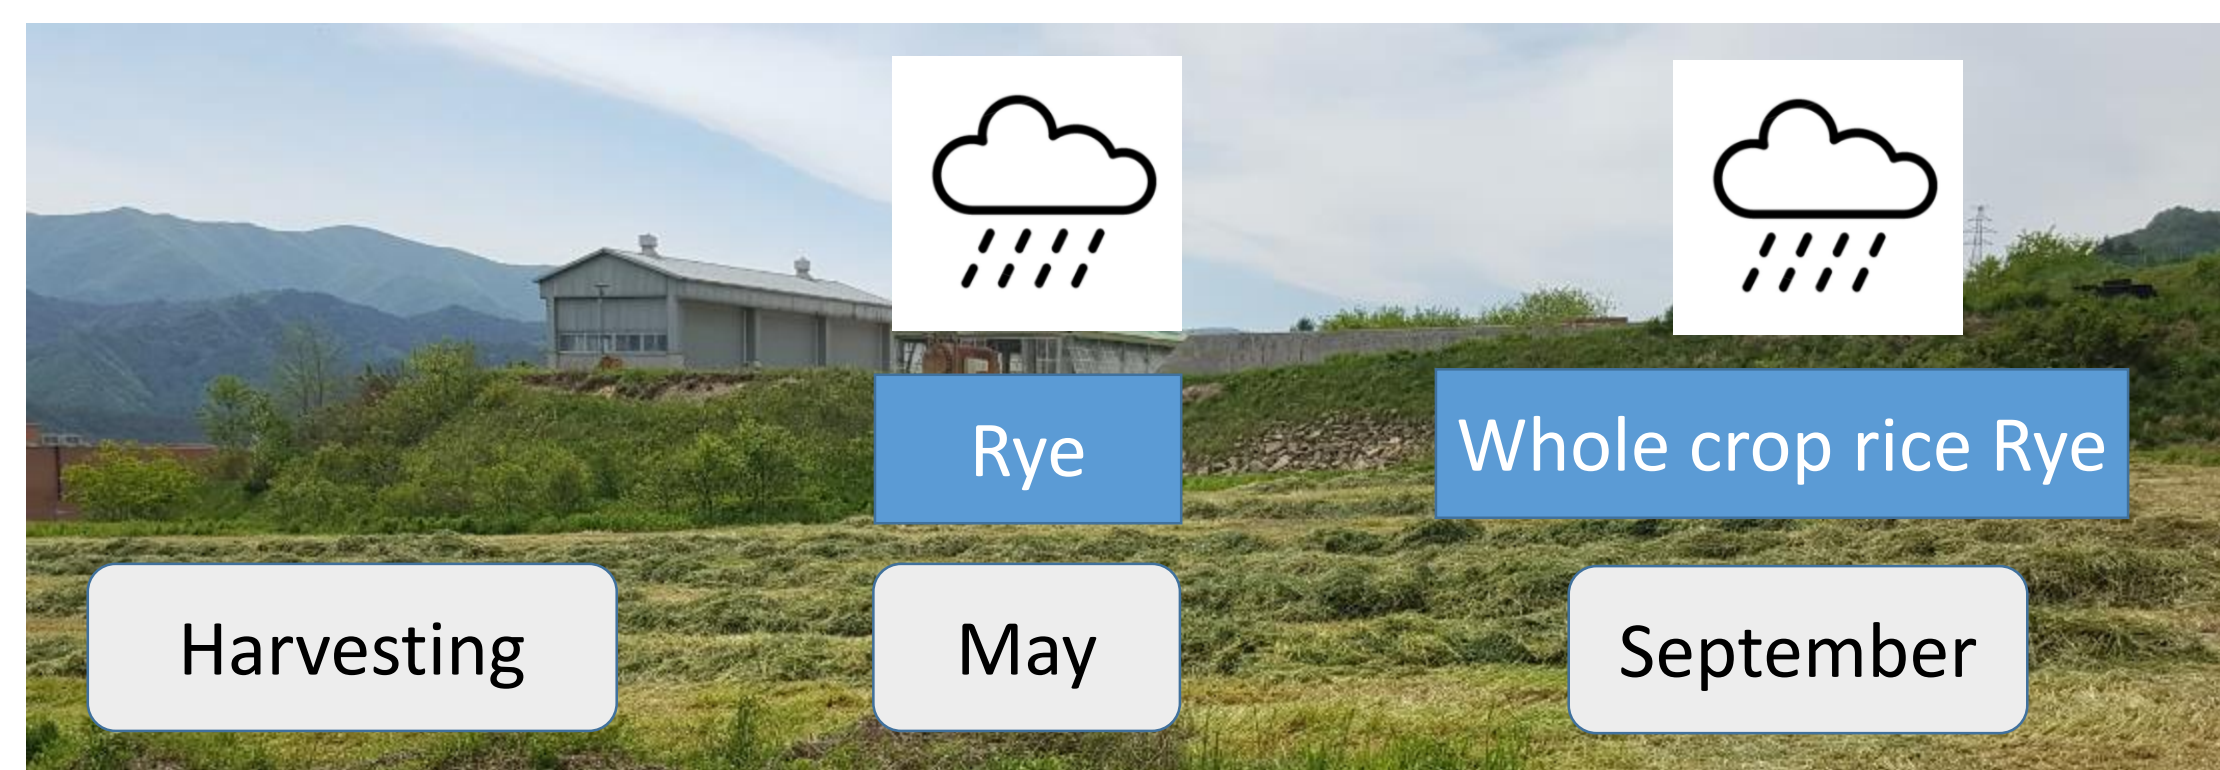 Rye
Whole crop rice Rye
Harvesting
May
September